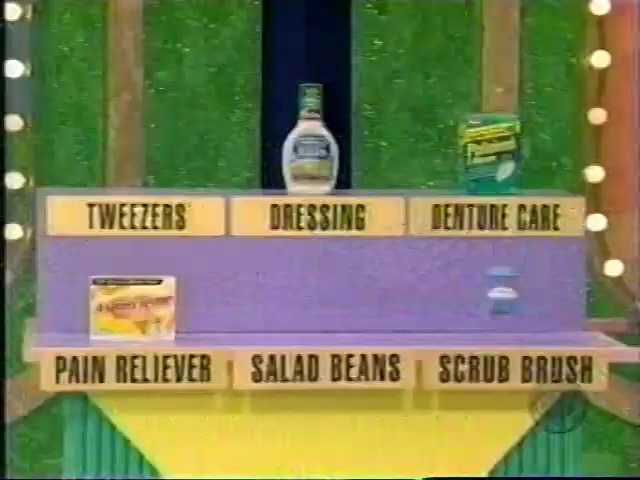 TWEEZERS DRESSING DENTURE CARE
PAIN RELIEVER SALAD BEANS SCRUB BRUSH